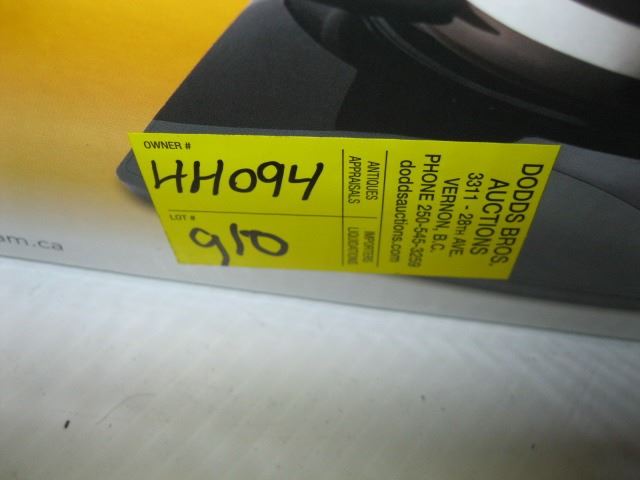 OWNER #
HH094
LOT #
910
ANTIQUES
APPRAISALS
IMPORTERS
LIQUIDATIONS
DODDS BROS.
AUCTIONS
3311 - 28TH AVE.
VERNON, B.C.
PHONE 250-545-3259
doddsauctions.com
am.ca